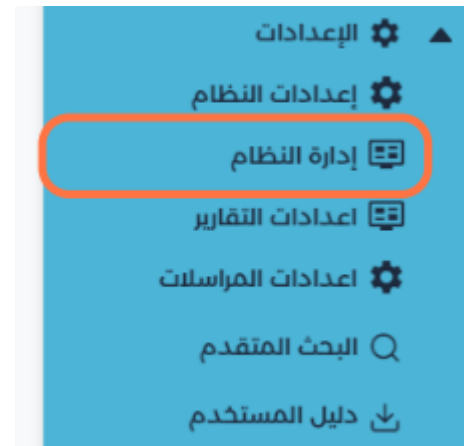 الإعدادات
إعدادات النظام
إدارة النظام
اعدادات التقارير
اعدادات المراسلات
البحث المتقدم
دليل المستخدم